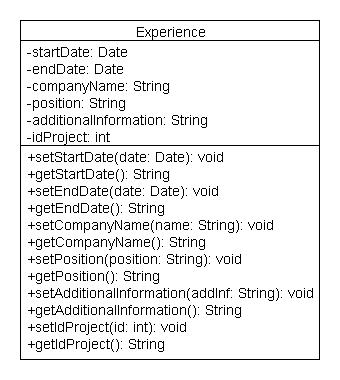 Experience
-startDate: Date
-endDate: Date
-companyName: String
-position: String
-additionalInformation: String
-idProject: int
+setStartDate(date: Date): void
+getStartDate(): String
+setEndDate(date: Date): void
+getEndDate(): String
+setCompanyName(name: String): void
+getCompanyName(): String
+setPosition(position: String): void
+getPosition(): String
+setAdditionalInformation(addInf: String): void
+getAdditionalInformation(): String
+setIdProject(id: int): void
+getIdProject(): String